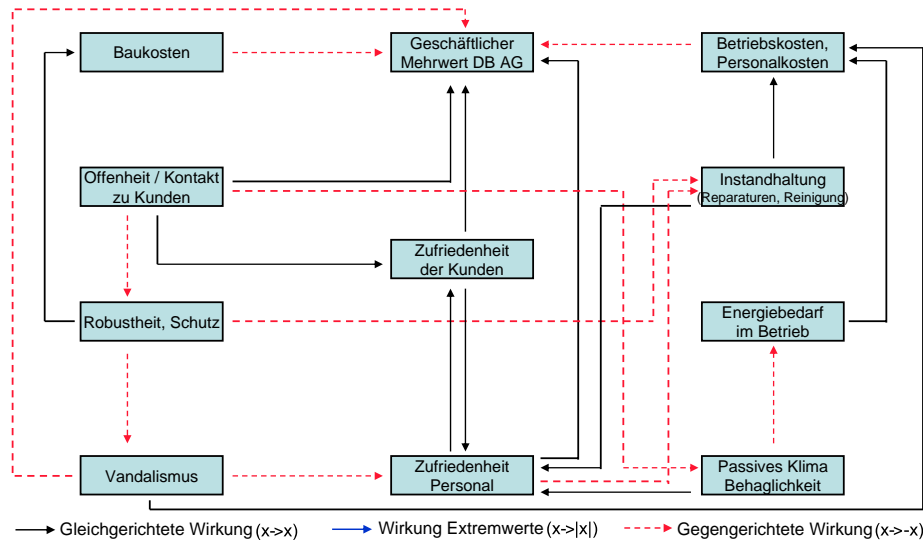 Baukosten
Geschäftlicher
Mehrwert DB AG
Betriebskosten,
Personalkosten
Offenheit / Kontakt
zu Kunden
Instandhaltung
(Reparaturen, Reinigung)
Zufriedenheit
der Kunden
Robustheit, Schutz
Energiebedarf
im Betrieb
Vandalismus
Zufriedenheit
Personal
Passives Klima
Behaglichkeit
Gleichgerichtete Wirkung (x->x)
Wirkung Extremwerte (x->|x|)
Gegengerichtete Wirkung (x->-x)